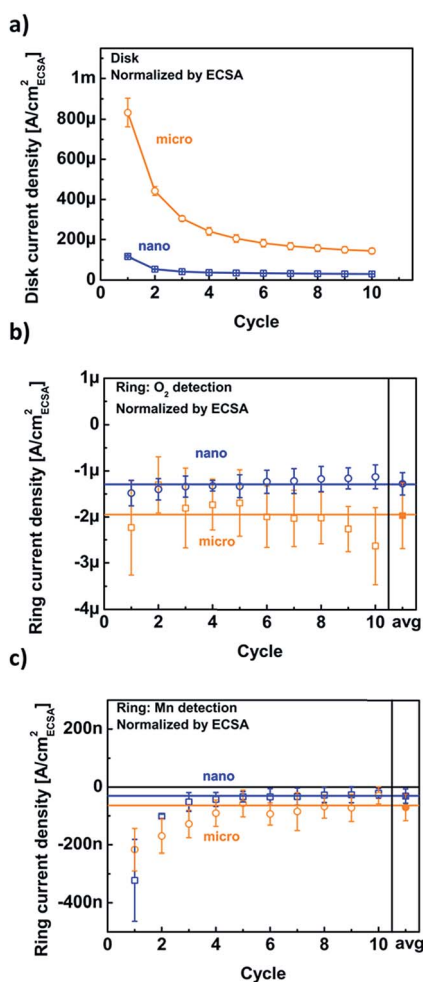 a)
Disk
Normalized by ECSA
1m
800µ
600µ
400µ
200µ
0
micro
nano
Disk current density [A/cm²ECSA]
0 2 4 6 8 10
Cycle
b)
1µ
0
-1µ
-2µ
-3µ
-4µ
Ring: O₂ detection
Normalized by ECSA
nano
micro
Ring current density [A/cm²ECSA]
0 2 4 6 8 10 avg
Cycle
c)
Ring: Mn detection
Normalized by ECSA
200n
0
-200n
-400n
nano
micro
Ring current density [A/cm²ECSA]
0 2 4 6 8 10 avg
Cycle